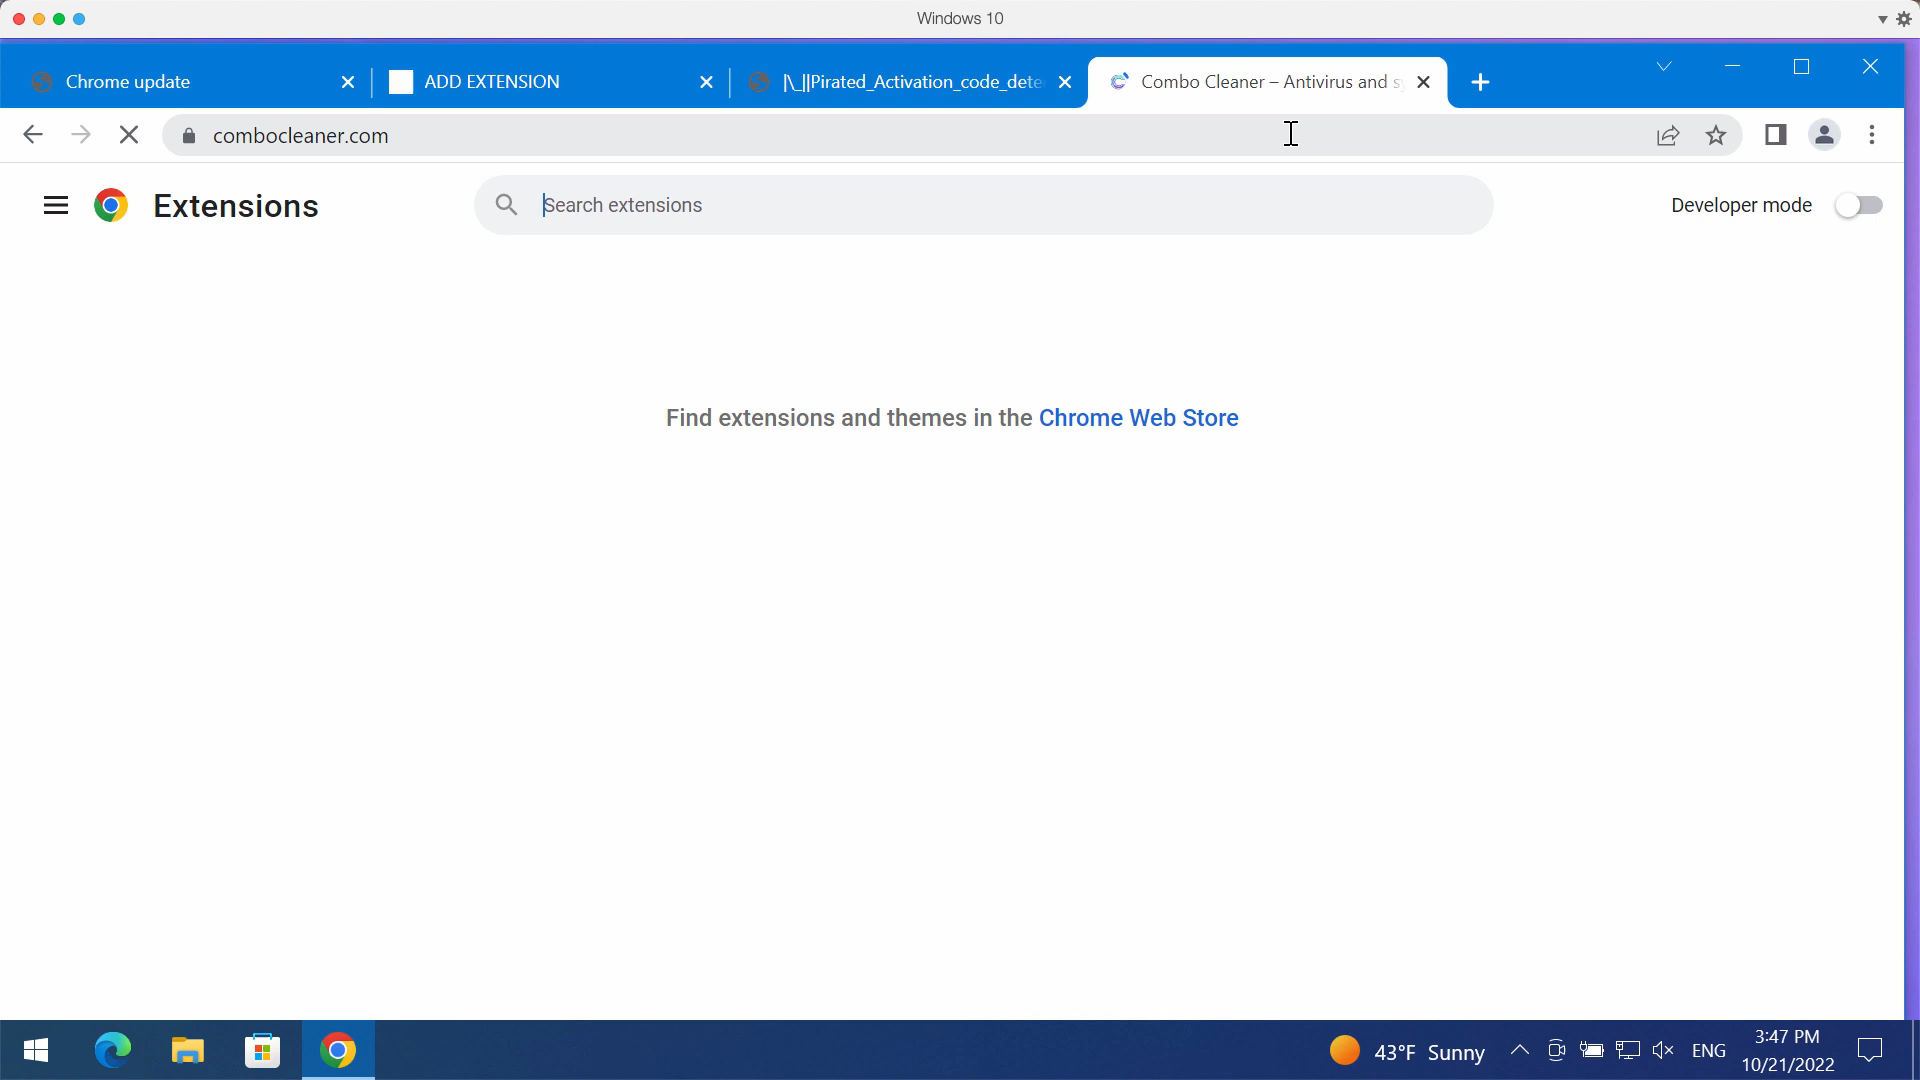 Windows 10
Chrome update
ADD EXTENSION
|\_||Pirated_Activation_code_dete
Combo Cleaner – Antivirus and s
combocleaner.com
Extensions
Search extensions
Developer mode
Find extensions and themes in the Chrome Web Store
43°F Sunny
ENG
3:47 PM
10/21/2022